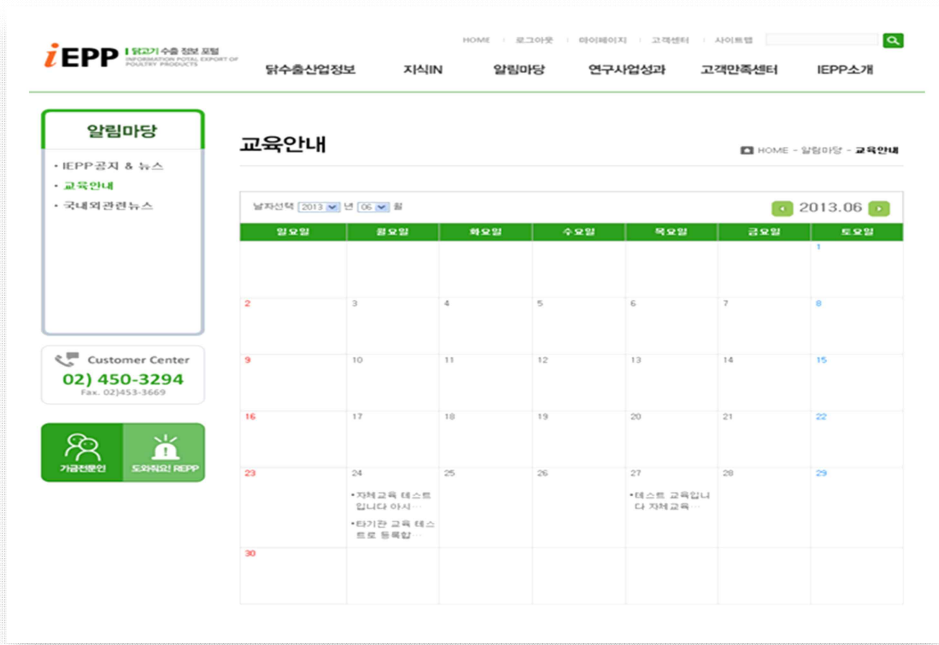 HOME 로그아웃 마이페이지 고객센터 사이트맵
iEPP 닭고기 수출 정보 포털
INFORMATION PORTAL EXPORT OF
POULTRY PRODUCTS
닭수출산업정보 지식IN 알림마당 연구사업성과 고객만족센터 IEPP소개
알림마당
· IEPP공지 & 뉴스
· 교육안내
· 국내외관련뉴스
Customer Center
02) 450-3294
Fax. 02)453-3669
가금전문인 도와줘요! REPP
교육안내
HOME - 알림마당 - 교육안내
날짜선택 2013 년 06 월
2013.06
일요일 월요일 화요일 수요일 목요일 금요일 토요일
1
2 3 4 5 6 7 8
9 10 11 12 13 14 15
16 17 18 19 20 21 22
23 24 25 26 27 28 29
•자체교육 테스트
입니다 아시…
•타기관 교육 테스
트로 등록합…
•테스트 교육입니
다 자체교육…
30